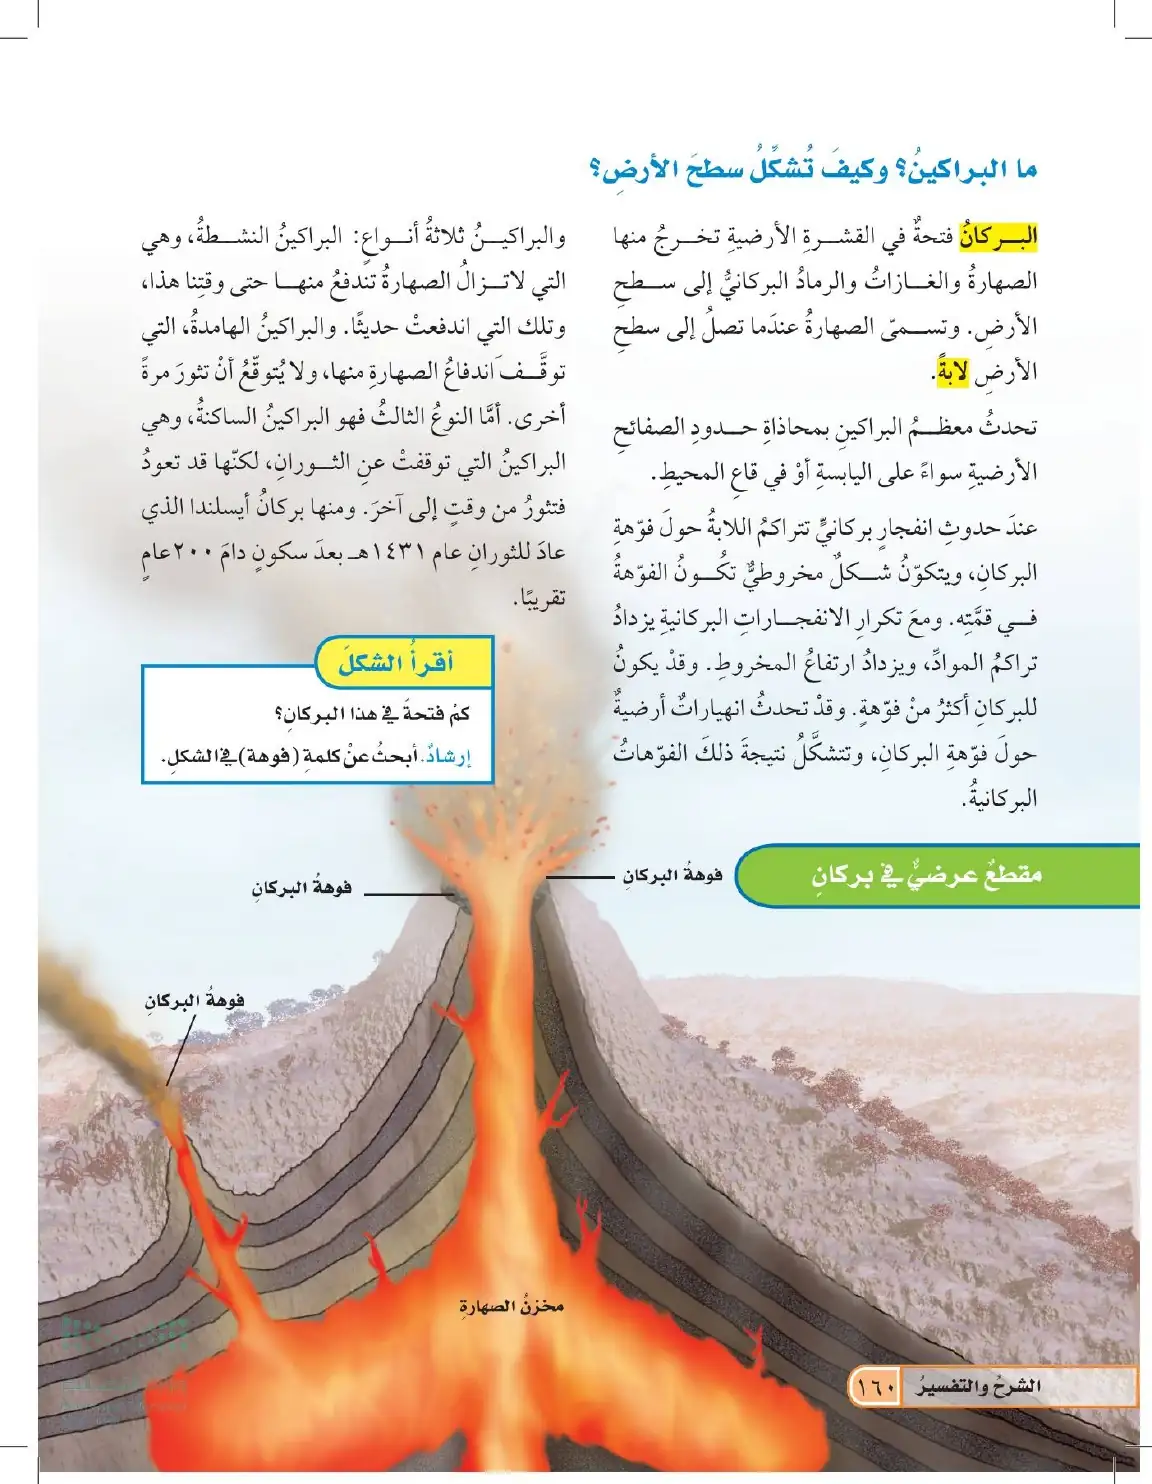 ما البراكينُ؟ وكيفَ تُشكِّلُ سطحَ الأرضِ؟
البركانُ فتحةٌ في القشرةِ الأرضيةِ تخرجُ منها
الصهارةُ والغازاتُ والرمادُ البركانيُّ إلى سطحِ
الأرضِ. وتسمىّ الصهارةُ عندَما تصلُ إلى سطحِ
الأرضِ لابةً.
تحدثُ معظمُ البراكينِ بمحاذاةِ حدودِ الصفائحِ
الأرضيةِ سواءً على اليابسةِ أوْ في قاعِ المحيطِ.
عندَ حدوثِ انفجارٍ بركانيٍّ تتراكمُ اللابةُ حولَ فوّهةِ
البركانِ، ويتكوّنُ شكلٌ مخروطيٌّ تكونُ الفوّهةُ
في قمَّتِه. ومعَ تكرارِ الانفجاراتِ البركانيةِ يزدادُ
تراكمُ الموادِّ، ويزدادُ ارتفاعُ المخروطِ. وقدْ يكونُ
للبركانِ أكثرُ منْ فوّهةٍ. وقدْ تحدثُ انهياراتٌ أرضيةٌ
حولَ فوّهةِ البركانِ، وتتشكَّلُ نتيجةَ ذلكَ الفوّهاتُ
البركانيةُ.
والبراكينُ ثلاثةُ أنواعٍ: البراكينُ النشطةُ، وهي
التي لاتزالُ الصهارةُ تندفعُ منها حتى وقتِنا هذا،
وتلك التي اندفعتْ حديثًا. والبراكينُ الهامدةُ، التي
توقَّفَ اندفاعُ الصهارةِ منها، ولا يُتوقّعُ أنْ تثورَ مرةً
أخرى. أمَّا النوعُ الثالثُ فهو البراكينُ الساكنةُ، وهي
البراكينُ التي توقفتْ عنِ الثورانِ، لكنّها قد تعودُ
فتثورُ من وقتٍ إلى آخرَ. ومنها بركانُ أيسلندا الذي
عادَ للثورانِ عام ١٤٣١هـ بعدَ سكونٍ دامَ ٢٠٠عامٍ
تقريبًا.
أقرأُ الشكلَ
كمْ فتحةً في هذا البركانِ؟
إرشادٌ. أبحثُ عنْ كلمةِ (فوهة) في الشكلِ.
مقطعٌ عرضيٌّ في بركانٍ
فوهةُ البركانِ
فوهةُ البركانِ
فوهةُ البركانِ
مخزنُ الصهارةِ
الشرحُ والتفسيرُ ١٦٠